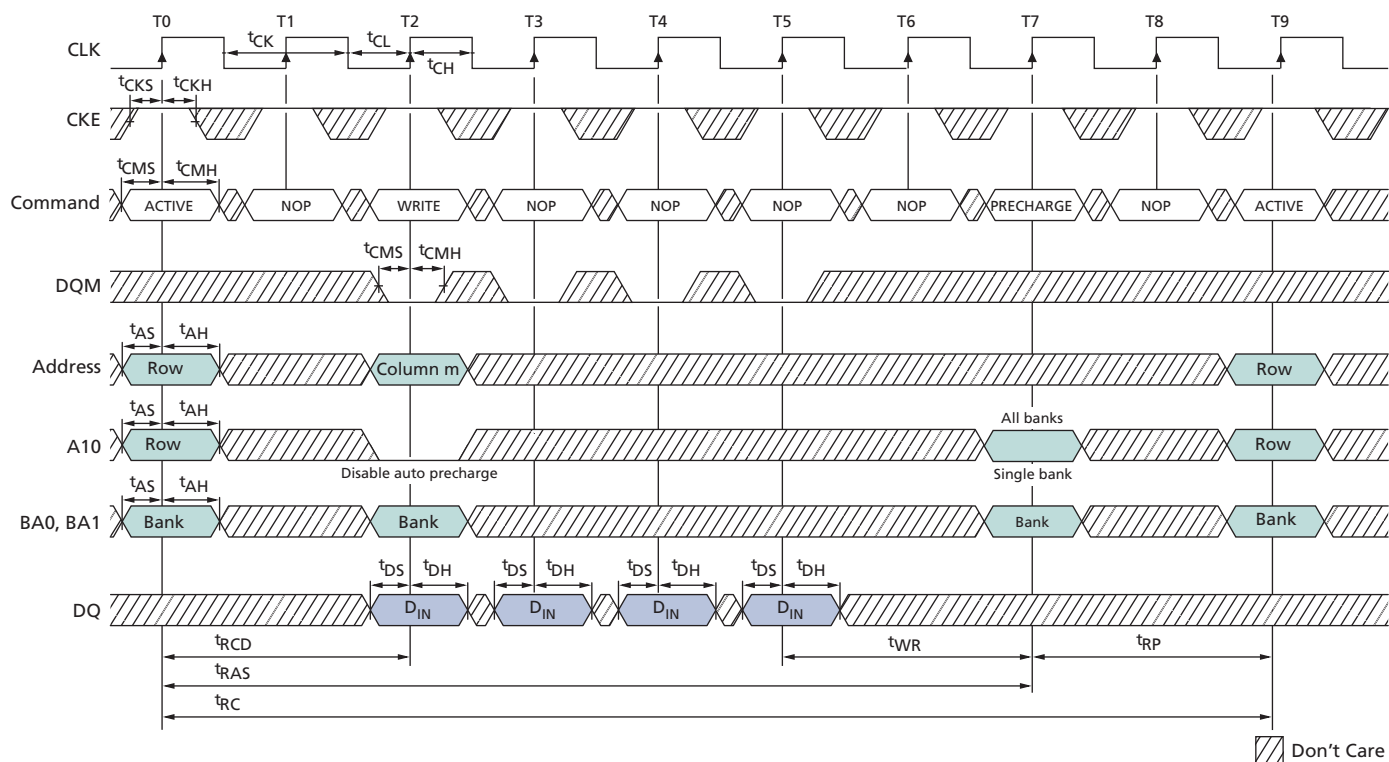 T0 T1 T2 T3 T4 T5 T6 T7 T8 T9
CLK tCK tCL
tCH
tCKS tCKH
CKE
tCMS tCMH
Command ACTIVE NOP WRITE NOP NOP NOP NOP PRECHARGE NOP ACTIVE
tCMS tCMH
DQM
tAS tAH
Address Row Column m Row
tAS tAH All banks
A10 Row Row
Disable auto precharge Single bank
tAS tAH
BA0, BA1 Bank Bank Bank Bank
tDS tDH tDS tDH tDS tDH tDS tDH
DQ DIN DIN DIN DIN
tRCD tWR tRP
tRAS
tRC
Don't Care